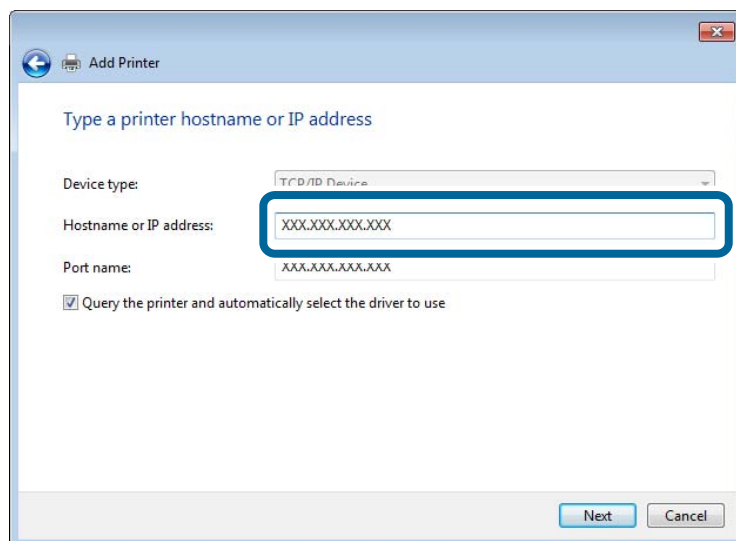 Add Printer
Type a printer hostname or IP address
Device type: TCP/IP Device
Hostname or IP address: XXX.XXX.XXX.XXX
Port name: XXX.XXX.XXX.XXX
Query the printer and automatically select the driver to use
Next Cancel